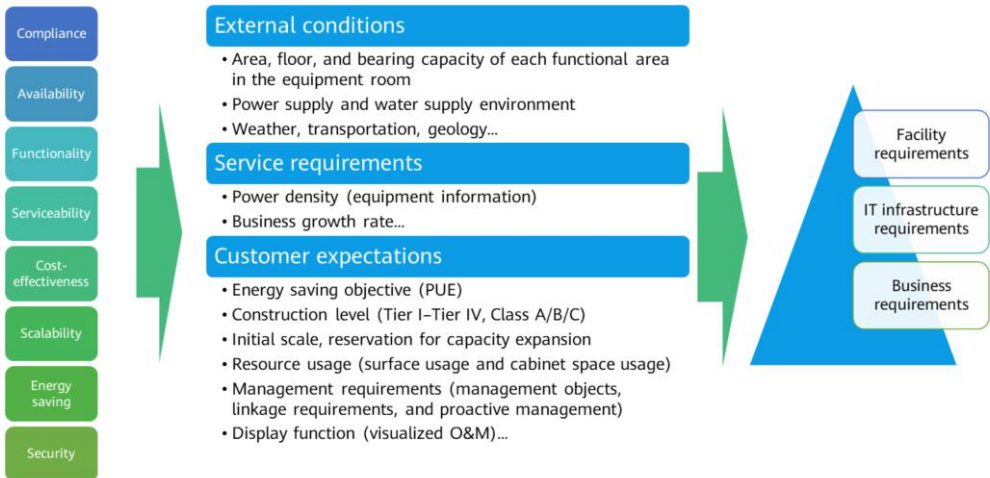 Compliance
Availability
Functionality
Serviceability
Cost-
effectiveness
Scalability
Energy
saving
Security
External conditions
• Area, floor, and bearing capacity of each functional area
in the equipment room
• Power supply and water supply environment
• Weather, transportation, geology...
Service requirements
• Power density (equipment information)
• Business growth rate...
Customer expectations
• Energy saving objective (PUE)
• Construction level (Tier I–Tier IV, Class A/B/C)
• Initial scale, reservation for capacity expansion
• Resource usage (surface usage and cabinet space usage)
• Management requirements (management objects,
linkage requirements, and proactive management)
• Display function (visualized O&M)...
Facility
requirements
IT infrastructure
requirements
Business
requirements